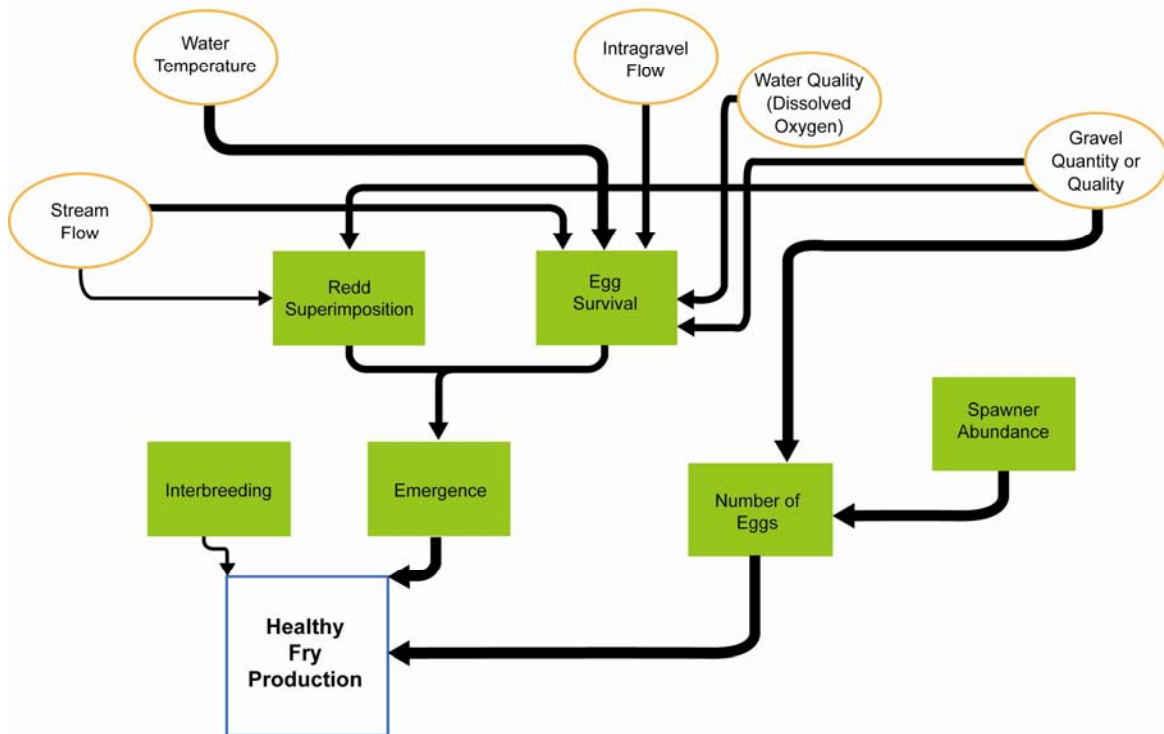 Water
Temperature
Intragravel
Flow
Water Quality
(Dissolved
Oxygen)
Gravel
Quantity or
Quality
Stream
Flow
Redd
Superimposition
Egg
Survival
Spawner
Abundance
Interbreeding
Emergence
Number of
Eggs
Healthy
Fry
Production